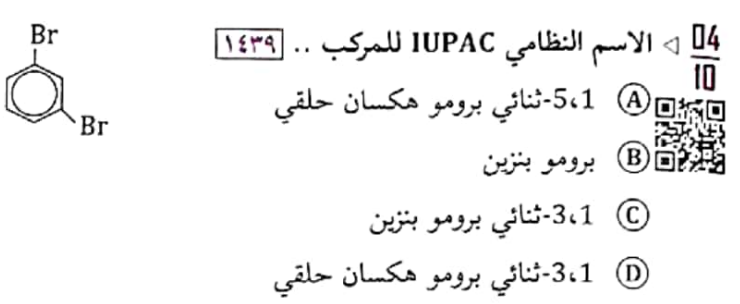 04
10
◁ الاسم النظامي IUPAC للمركب .. ١٤٣٩
Br
Br
A 5،1-ثنائي برومو هكسان حلقي
B برومو بنزين
C 3،1-ثنائي برومو بنزين
D 3،1-ثنائي برومو هكسان حلقي